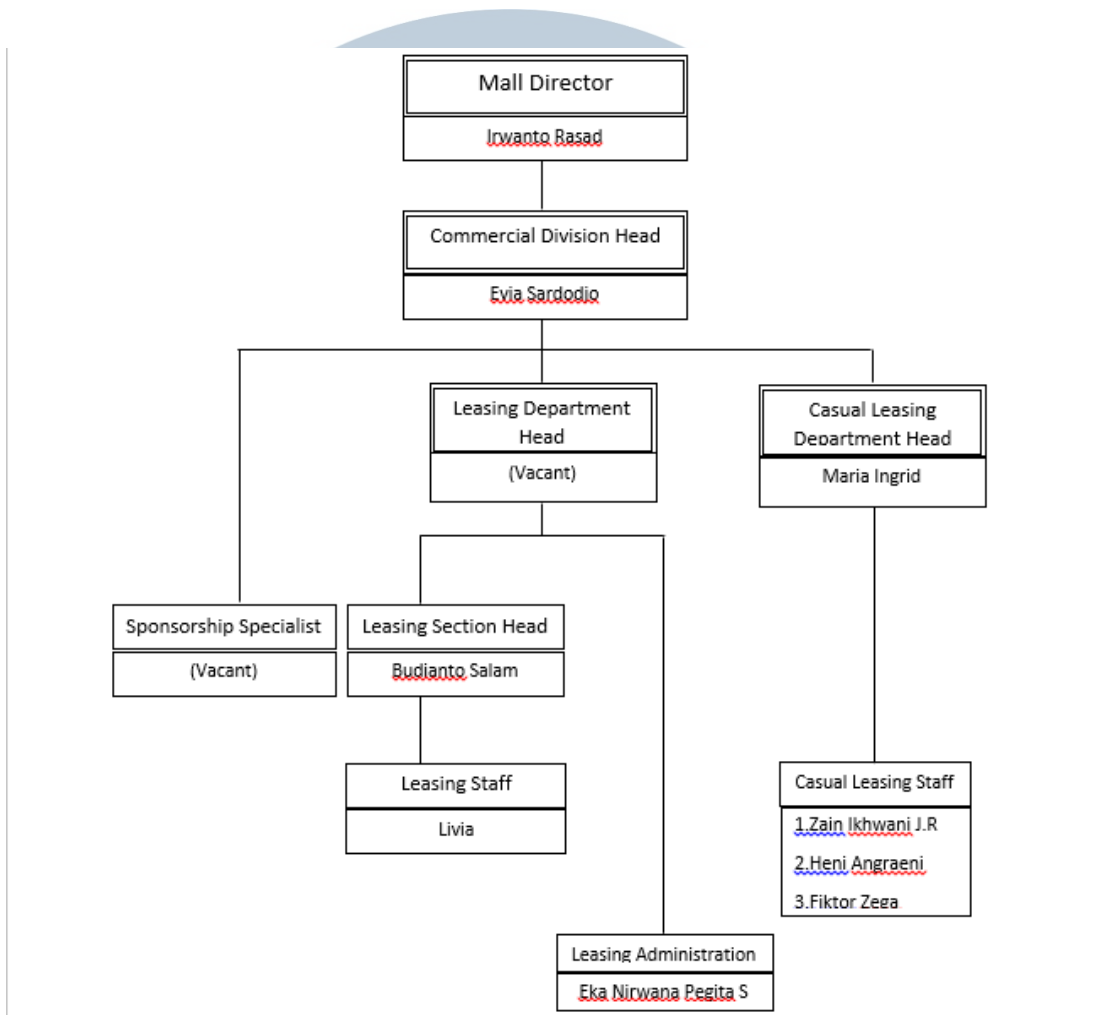 Mall Director
Irwanto Rasad
Commercial Division Head
Evia Sardodio
Leasing Department
Head
(Vacant)
Casual Leasing
Department Head
Maria Ingrid
Sponsorship Specialist
(Vacant)
Leasing Section Head
Budianto Salam
Leasing Staff
Livia
Casual Leasing Staff
1.Zain Ikhwani J.R
2.Heni Angraeni
3.Fiktor Zega
Leasing Administration
Eka Nirwana Pegita S